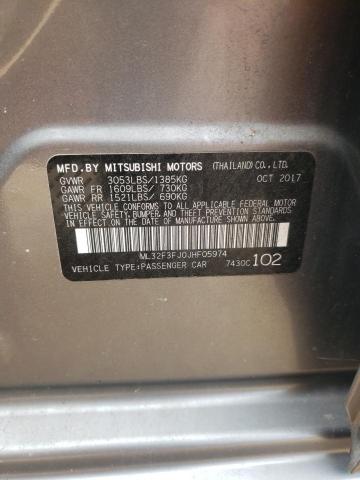 MFD.BY MITSUBISHI MOTORS (THAILAND)CO.,LTD.
GVWR 3053LBS/1385KG OCT 2017
GAWR FR 1609LBS/ 730KG
GAWR RR 1521LBS/ 690KG
THIS VEHICLE CONFORMS TO ALL APPLICABLE FEDERAL MOTOR
VEHICLE SAFETY, BUMPER, AND THEFT PREVENTION
STANDARDS IN EFFECT ON THE DATE OF
MANUFACTURE SHOWN ABOVE.
ML32F3FJ0JHF05974
VEHICLE TYPE:PASSENGER CAR 7430C 102